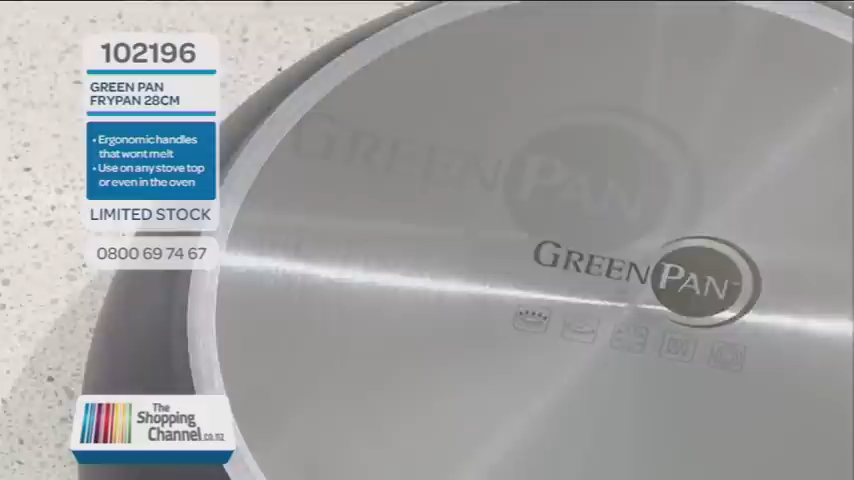 102196
GREEN PAN
FRYPAN 28CM
• Ergonomic handles
that wont melt
• Use on any stove top
or even in the oven
LIMITED STOCK
0800 69 74 67
The
Shopping
Channel.co.nz
GREEN PAN
GREENPAN™